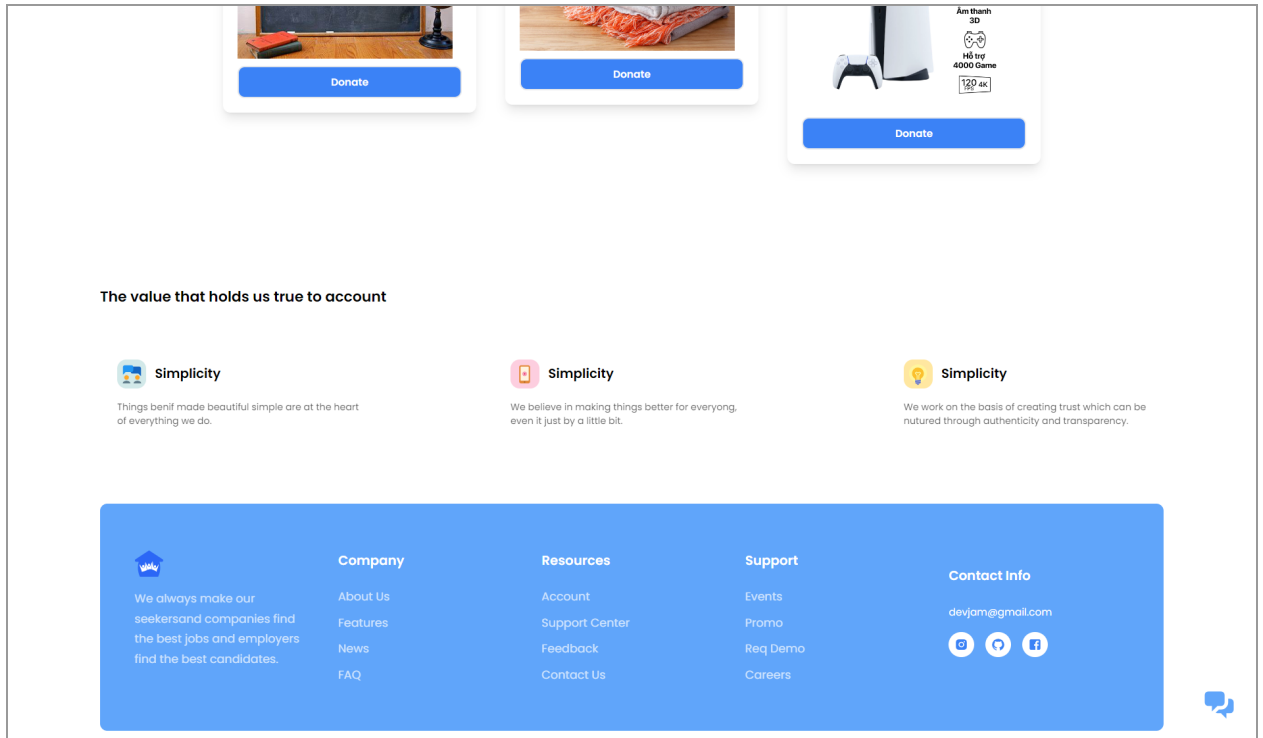 Âm thanh
3D
Hỗ trợ
4000 Game
120 4K
FPS
Donate
Donate
Donate
The value that holds us true to account
Simplicity
Things benif made beautiful simple are at the heart
of everything we do.
Simplicity
We believe in making things better for everyong,
even it just by a little bit.
Simplicity
We work on the basis of creating trust which can be
nutured through authenticity and transparency.
We always make our
seekersand companies find
the best jobs and employers
find the best candidates.
Company
About Us
Features
News
FAQ
Resources
Account
Support Center
Feedback
Contact Us
Support
Events
Promo
Req Demo
Careers
Contact Info
devjam@gmail.com